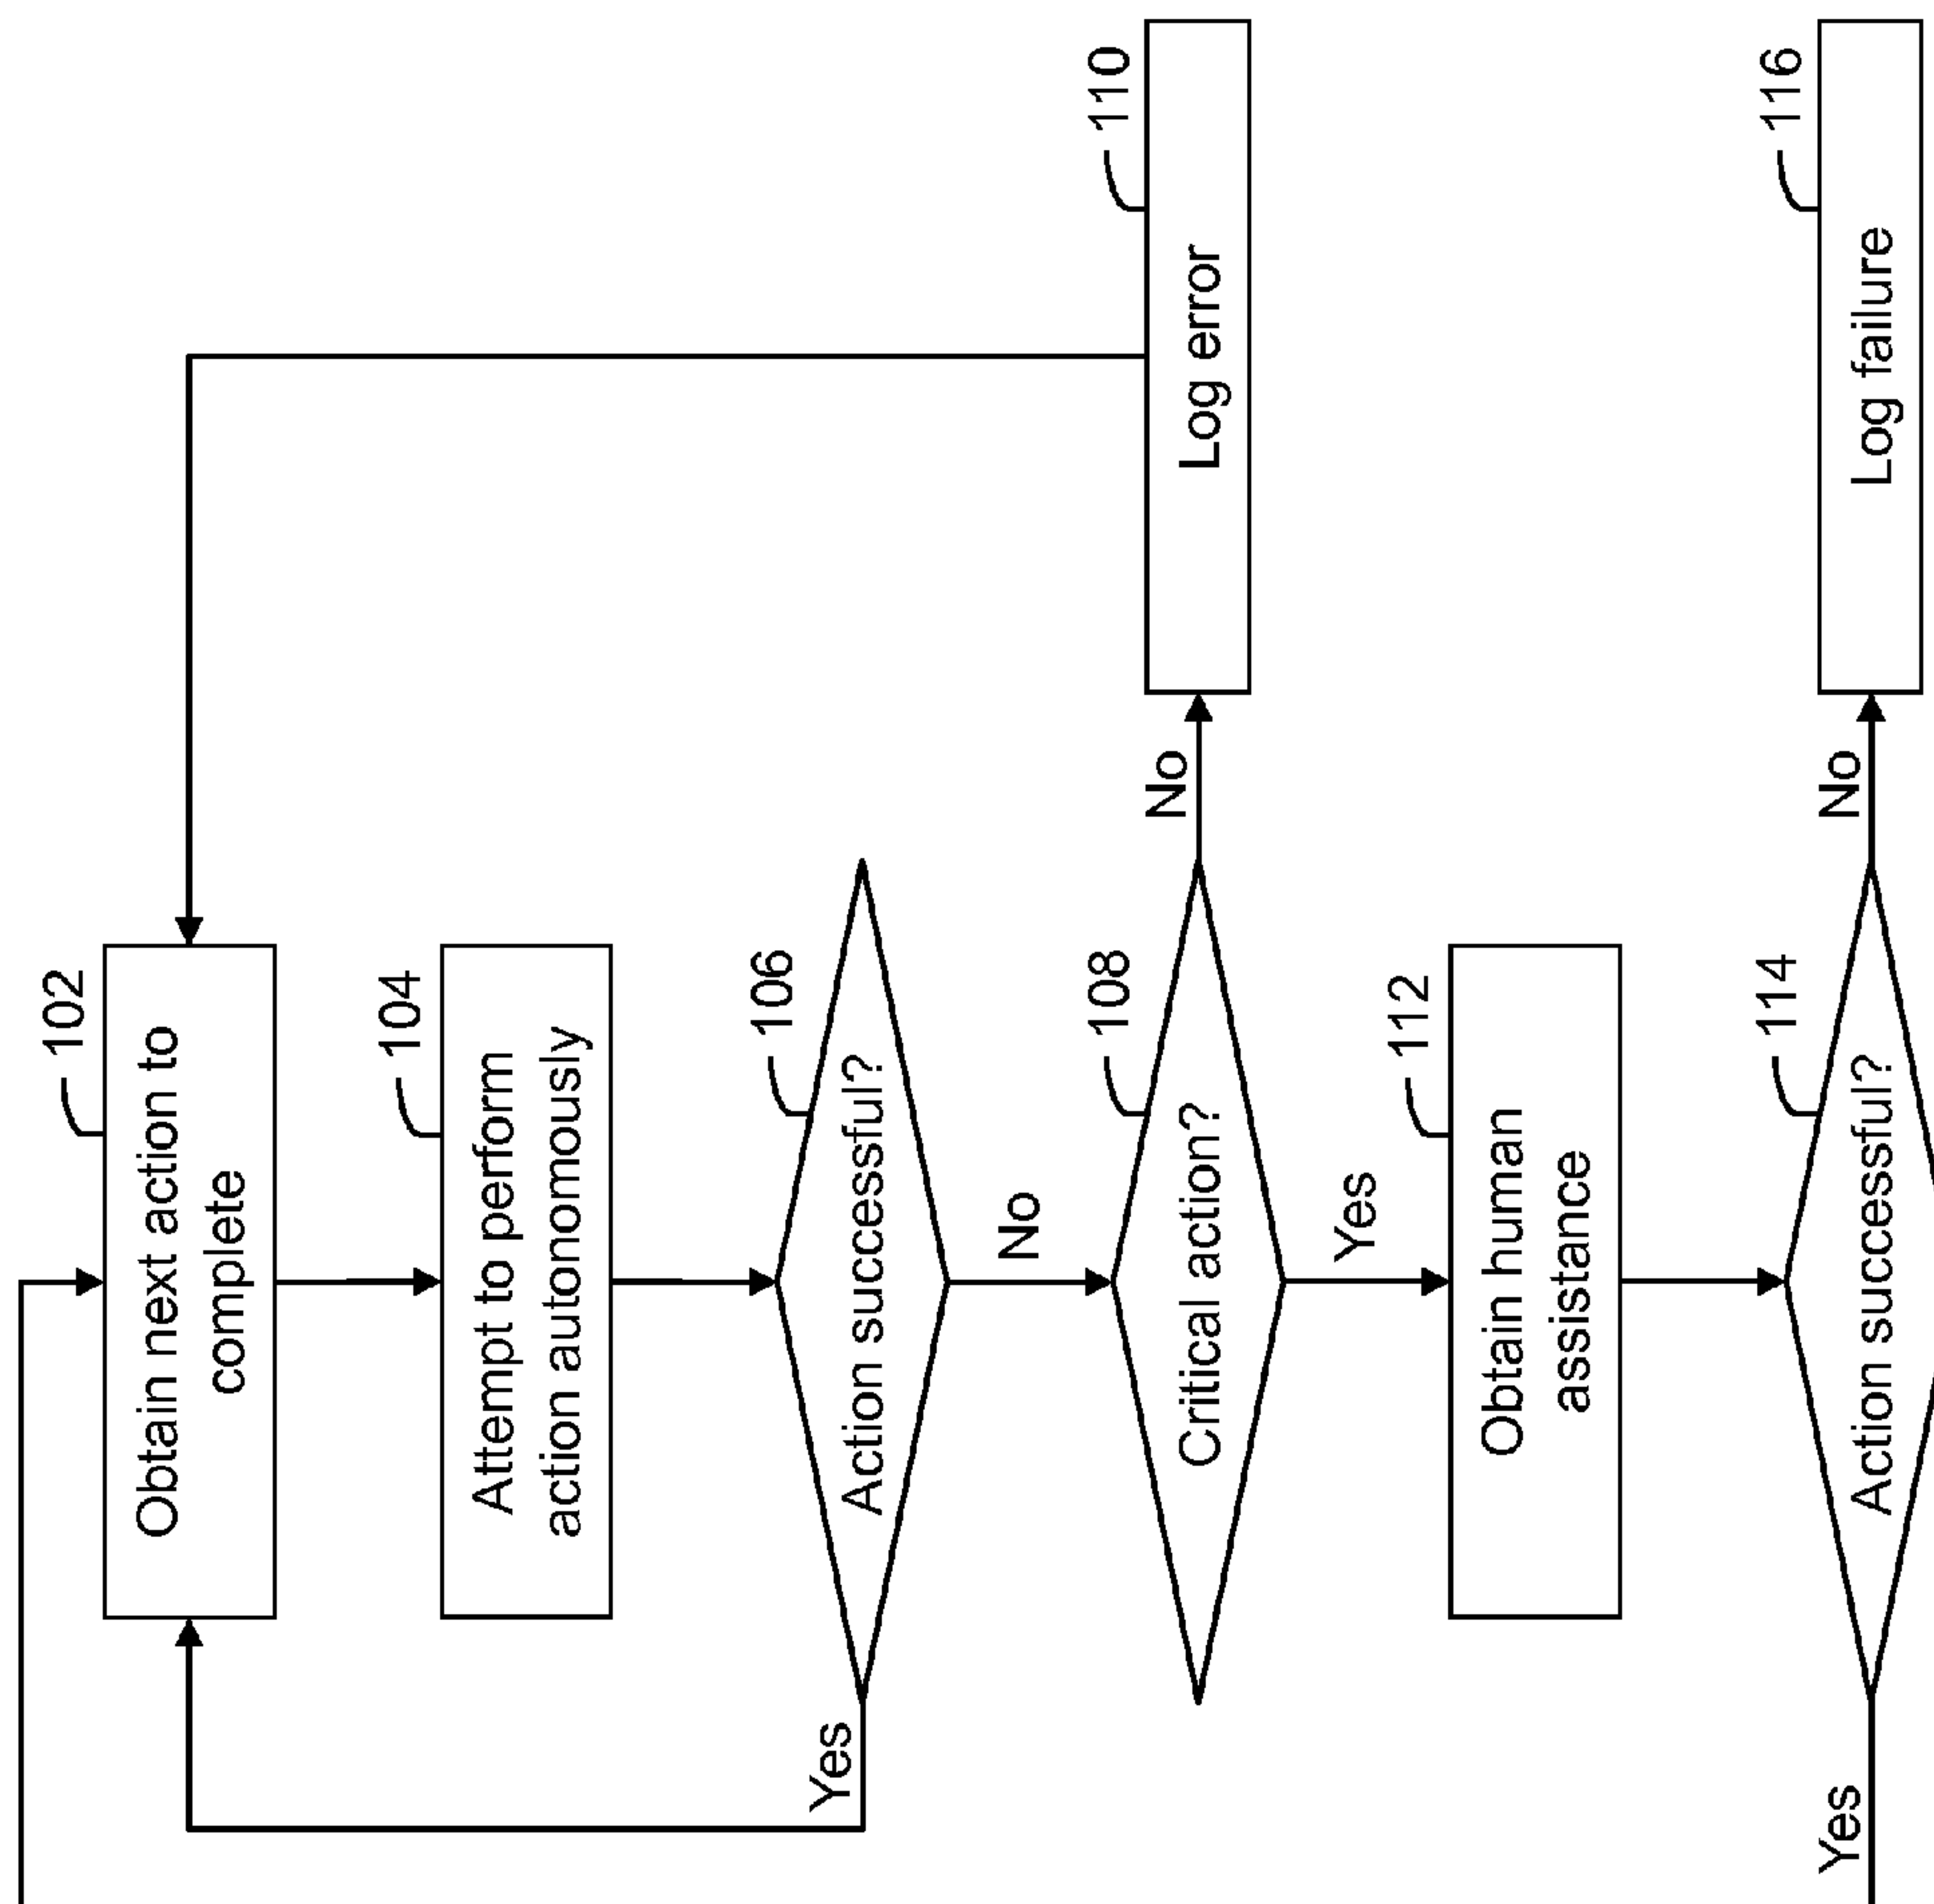 102
Obtain next action to
complete
104
Attempt to perform
action autonomously
106
Action successful?
Yes
No
108
Critical action?
No
110
Log error
Yes
112
Obtain human
assistance
114
Action successful?
Yes
No
116
Log failure